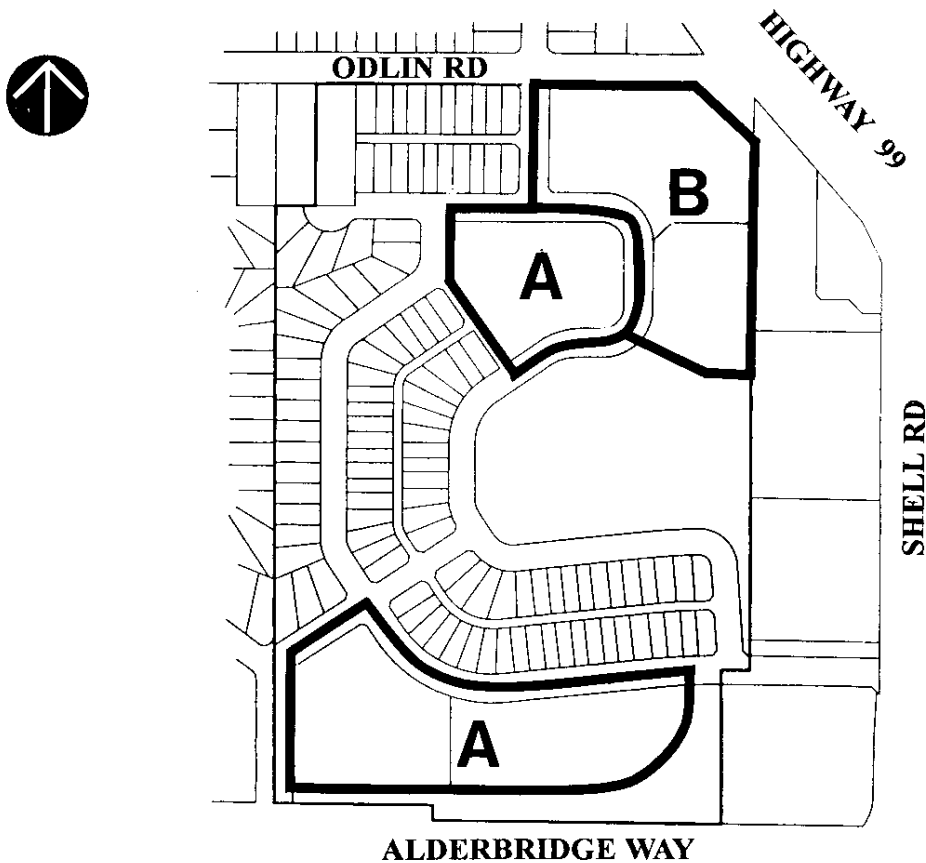 ODLIN RD
HIGHWAY 99
B
A
SHELL RD
A
ALDERBRIDGE WAY